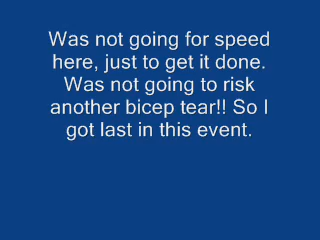 Was not going for speed
here, just to get it done.
Was not going to risk
another bicep tear!! So I
got last in this event.